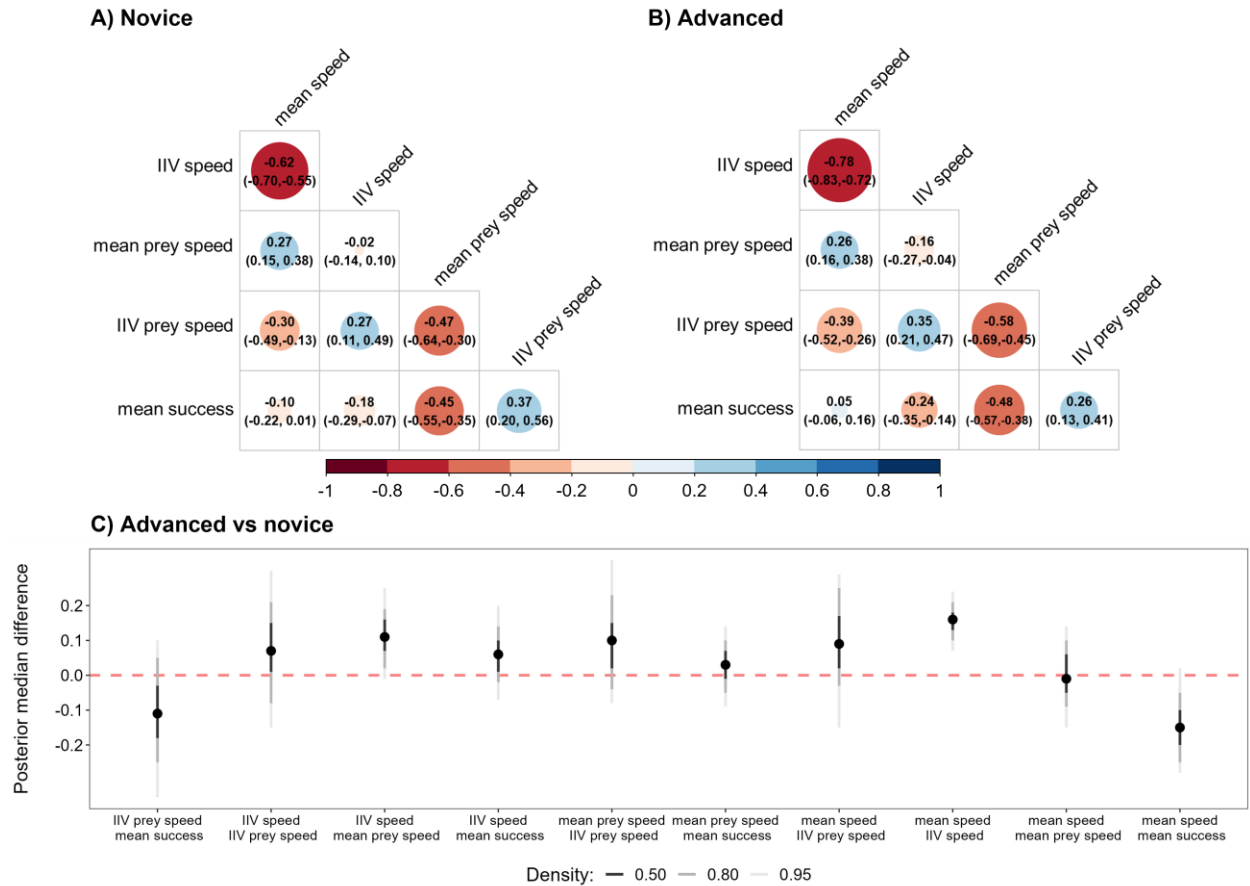 A) Novice
B) Advanced
mean speed
IIV speed
-0.62
(-0.70,-0.55)
IIV speed
mean prey speed
0.27
(0.15, 0.38)
-0.02
(-0.14, 0.10)
mean prey speed
IIV prey speed
-0.30
(-0.49,-0.13)
0.27
(0.11, 0.49)
-0.47
(-0.64,-0.30)
IIV prey speed
mean success
-0.10
(-0.22, 0.01)
-0.18
(-0.29,-0.07)
-0.45
(-0.55,-0.35)
0.37
(0.20, 0.56)
mean speed
IIV speed
-0.78
(-0.83,-0.72)
IIV speed
mean prey speed
0.26
(0.16, 0.38)
-0.16
(-0.27,-0.04)
mean prey speed
IIV prey speed
-0.39
(-0.52,-0.26)
0.35
(0.21, 0.47)
-0.58
(-0.69,-0.45)
IIV prey speed
mean success
0.05
(-0.06, 0.16)
-0.24
(-0.35,-0.14)
-0.48
(-0.57,-0.38)
0.26
(0.13, 0.41)
-1 -0.8 -0.6 -0.4 -0.2 0 0.2 0.4 0.6 0.8 1
C) Advanced vs novice
Posterior median difference
0.2
0.1
0.0
-0.1
-0.2
IIV prey speed
mean success
IIV speed
IIV prey speed
IIV speed
mean prey speed
IIV speed
mean success
mean prey speed
IIV prey speed
mean prey speed
mean success
mean speed
IIV prey speed
mean speed
IIV speed
mean speed
mean prey speed
mean speed
mean success
Density: 0.50 0.80 0.95